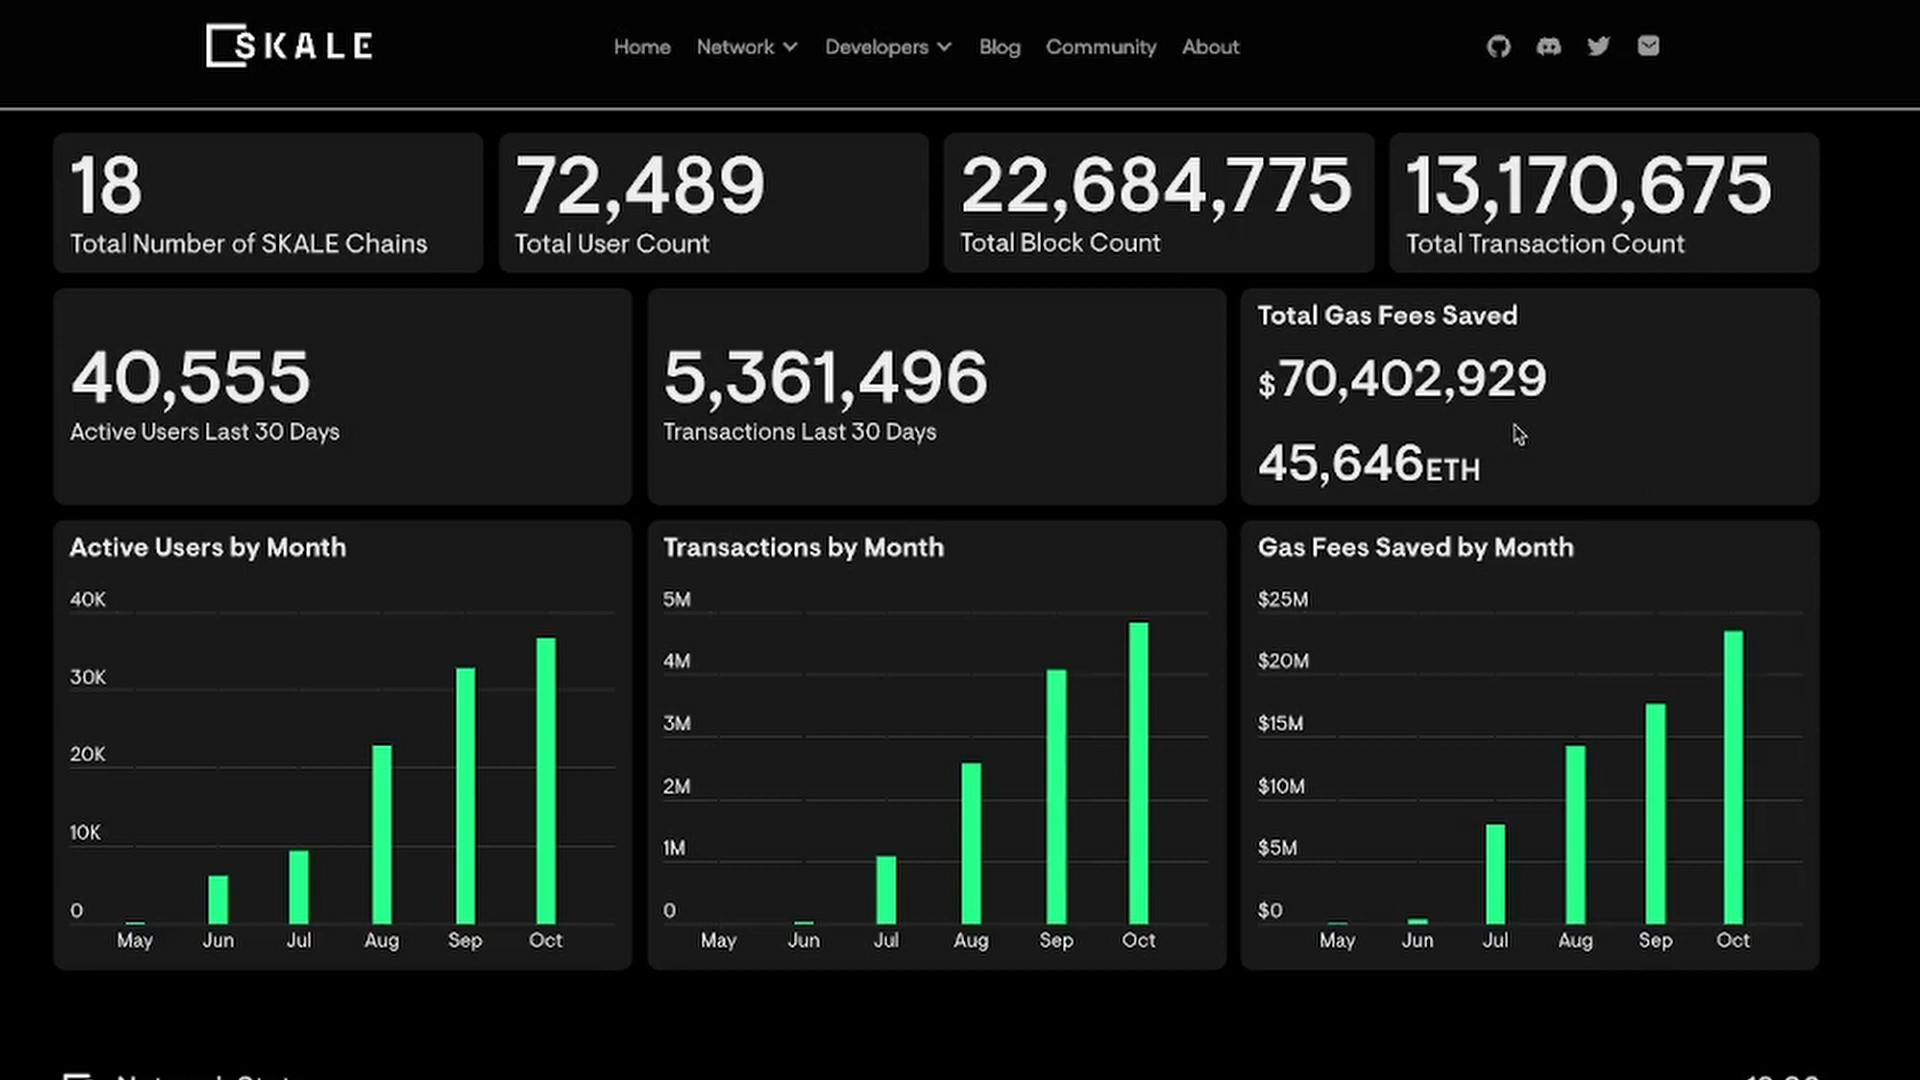 SKALE
Home Network Developers Blog Community About
18
Total Number of SKALE Chains
72,489
Total User Count
22,684,775
Total Block Count
13,170,675
Total Transaction Count
40,555
Active Users Last 30 Days
5,361,496
Transactions Last 30 Days
Total Gas Fees Saved
$70,402,929
45,646ETH
Active Users by Month
40K
30K
20K
10K
0
May Jun Jul Aug Sep Oct
Transactions by Month
5M
4M
3M
2M
1M
0
May Jun Jul Aug Sep Oct
Gas Fees Saved by Month
$25M
$20M
$15M
$10M
$5M
$0
May Jun Jul Aug Sep Oct